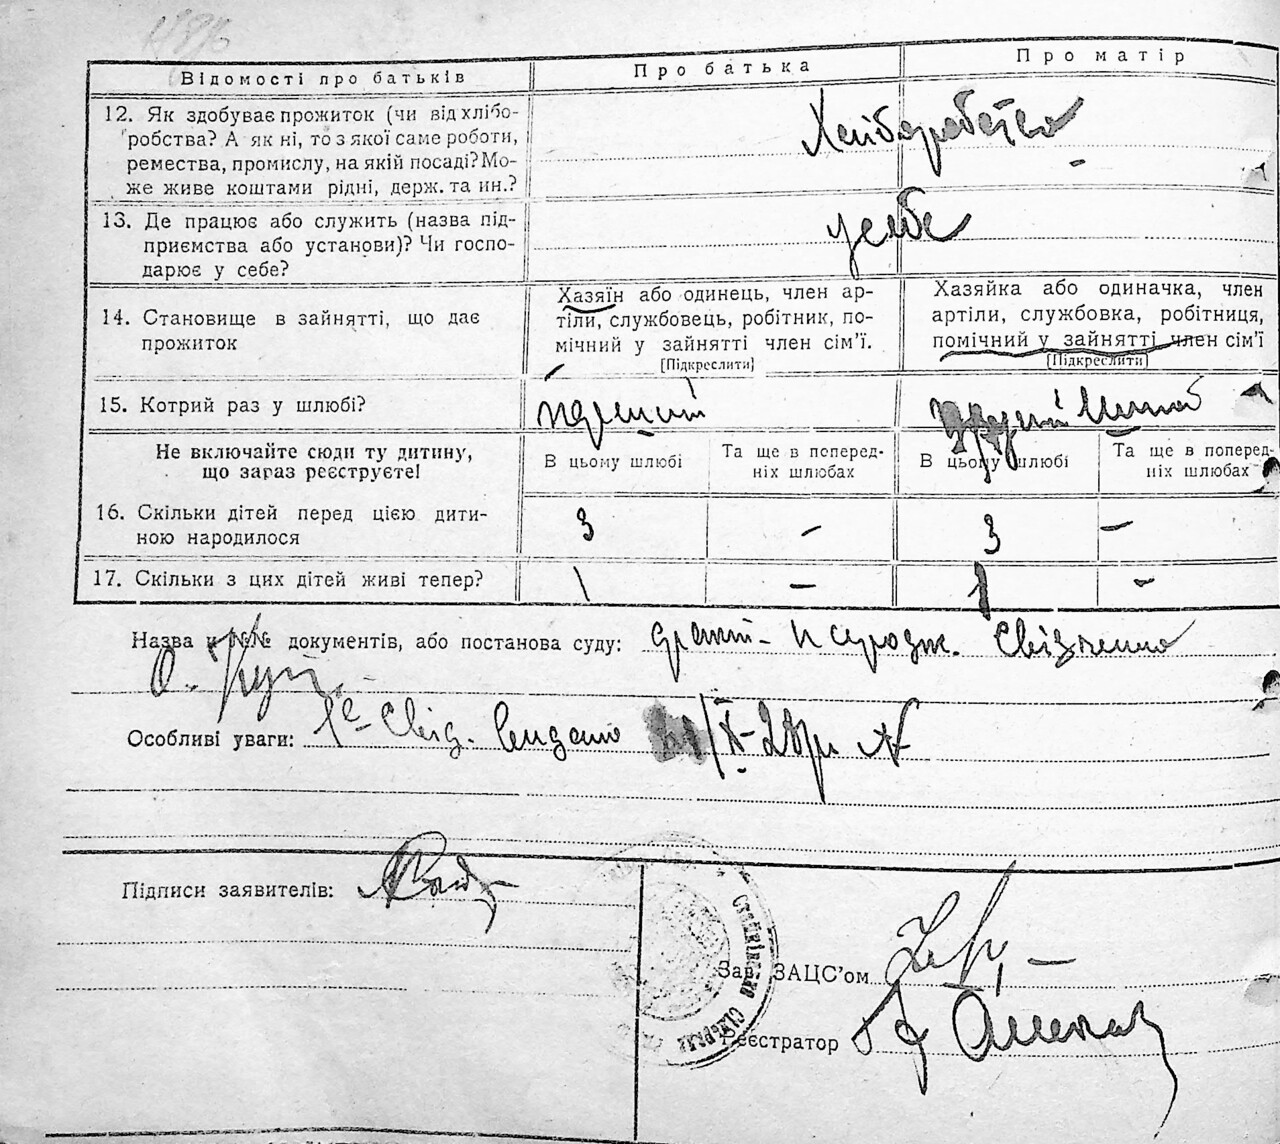 Відомості про батьків
Про батька
Про матір
12. Як здобуває прожиток (чи від хлібо-
робства? А як ні, то з якої саме роботи,
ремества, промислу, на якій посаді? Мо-
же живе коштами рідні, держ. та ин.?
Хліборобство
13. Де працює або служить (назва під-
приємства або установи)? Чи госпо-
дарює у себе?
у себе
14. Становище в зайнятті, що дає
прожиток
Хазяїн або одинець, член ар-
тіли, службовець, робітник, по-
мічний у зайнятті член сім'ї.
[Підкреслити]
Хазяйка або одиначка, член
артіли, службовка, робітниця,
помічний у зайнятті член сім'ї
[Підкреслити]
15. Котрий раз у шлюбі?
перший
Не включайте сюди ту дитину,
що зараз реєструєте!
В цьому шлюбі
Та ще в поперед-
ніх шлюбах
В цьому шлюбі
Та ще в поперед-
ніх шлюбах
16. Скільки дітей перед цією дити-
ною народилося
3
–
3
–
17. Скільки з цих дітей живі тепер?
1
–
1
–
Назва и №№ документів, або постанова суду:
Особливі уваги: свід. видано
Підписи заявителів:
Зав. ЗАЦС'ом
Реєстратор